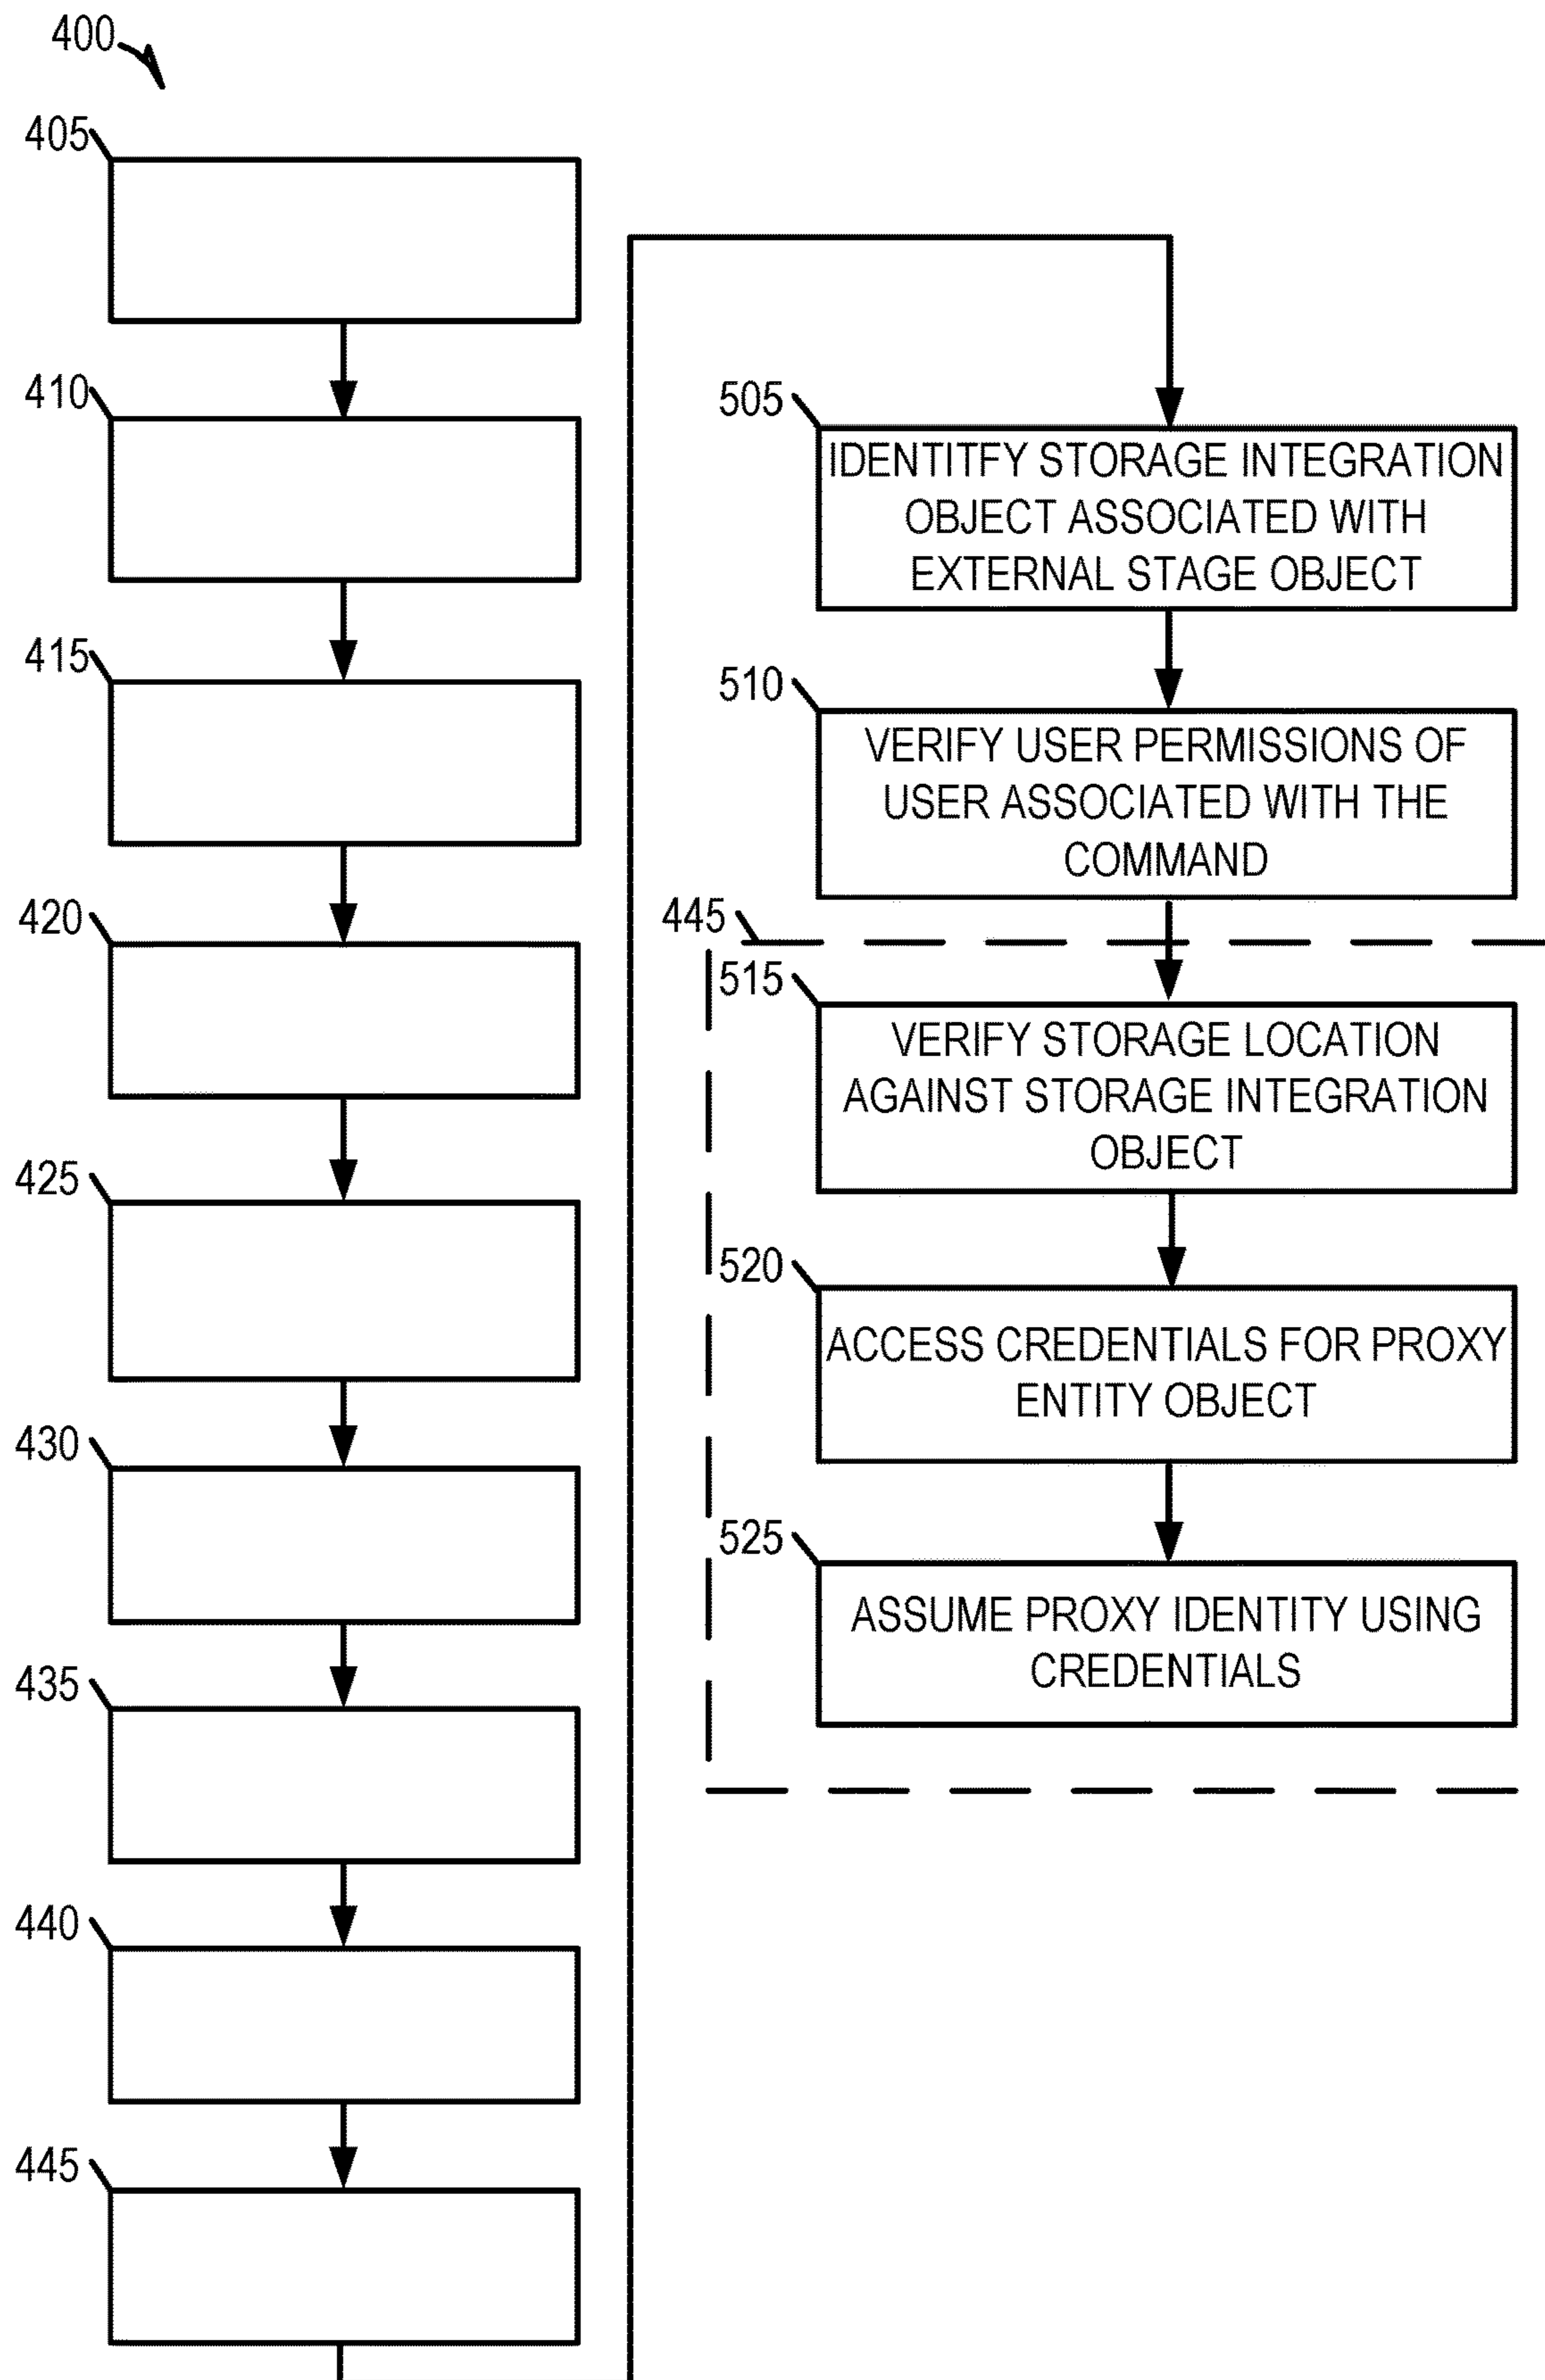 400
405
410
415
420
425
430
435
440
445
505
IDENTITFY STORAGE INTEGRATION
OBJECT ASSOCIATED WITH
EXTERNAL STAGE OBJECT
510
VERIFY USER PERMISSIONS OF
USER ASSOCIATED WITH THE
COMMAND
445
515
VERIFY STORAGE LOCATION
AGAINST STORAGE INTEGRATION
OBJECT
520
ACCESS CREDENTIALS FOR PROXY
ENTITY OBJECT
525
ASSUME PROXY IDENTITY USING
CREDENTIALS